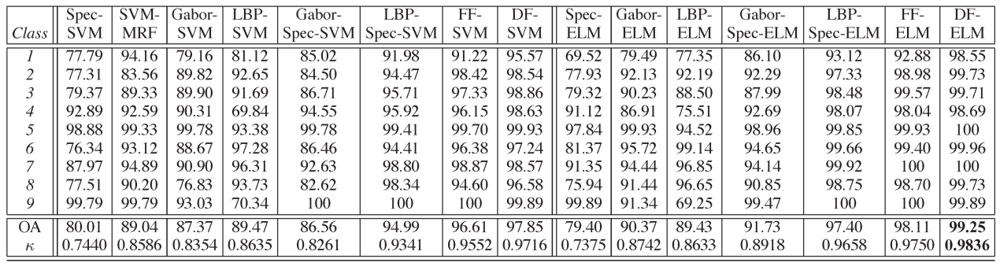 Class Spec-SVM SVM-MRF Gabor-SVM LBP-SVM Gabor-Spec-SVM LBP-Spec-SVM FF-SVM DF-SVM Spec-ELM Gabor-ELM LBP-ELM Gabor-Spec-ELM LBP-Spec-ELM FF-ELM DF-ELM
1 77.79 94.16 79.16 81.12 85.02 91.98 91.22 95.57 69.52 79.49 77.35 86.10 93.12 92.88 98.55
2 77.31 83.56 89.82 92.65 84.50 94.47 98.42 98.54 77.93 92.13 92.19 92.29 97.33 98.98 99.73
3 79.37 89.33 89.90 91.69 86.71 95.71 97.33 98.86 79.32 90.23 88.50 87.99 98.48 99.57 99.71
4 92.89 92.59 90.31 69.84 94.55 95.92 96.15 98.63 91.12 86.91 75.51 92.69 98.07 98.04 98.69
5 98.88 99.33 99.78 93.38 99.78 99.41 99.70 99.93 97.84 99.93 94.52 98.96 99.85 99.93 100
6 76.34 93.12 88.67 97.28 86.46 94.41 96.38 97.24 81.37 95.72 99.14 94.65 99.66 99.40 99.96
7 87.97 94.89 90.90 96.31 92.63 98.80 98.87 98.57 91.35 94.44 96.85 94.14 99.92 100 100
8 77.51 90.20 76.83 93.73 82.62 98.34 94.60 96.58 75.94 91.44 96.65 90.85 98.75 98.70 99.73
9 99.79 99.79 93.03 70.34 100 100 100 99.89 99.89 91.34 69.25 99.47 100 100 99.89
OA 80.01 89.04 87.37 89.47 86.56 94.99 96.61 97.85 79.40 90.37 89.43 91.73 97.40 98.11 99.25
κ 0.7440 0.8586 0.8354 0.8635 0.8261 0.9341 0.9552 0.9716 0.7375 0.8742 0.8633 0.8918 0.9658 0.9750 0.9836